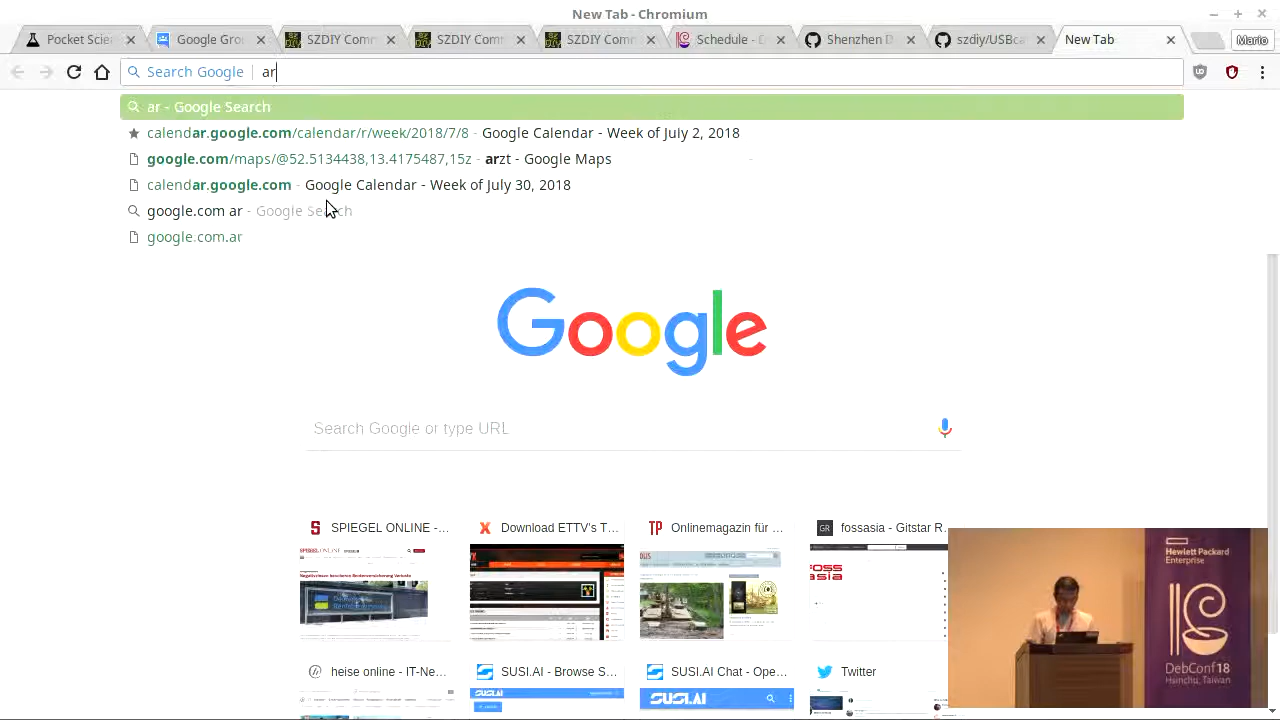 New Tab - Chromium
Pocket Scien
Google Gro
SZDIY Comm
SZDIY Comm
SZDIY Comm
Schedule - D
Shenzhen D
szdiy/USBca
New Tab
Mario
Search Google | ar
ar - Google Search
calendar.google.com/calendar/r/week/2018/7/8 - Google Calendar - Week of July 2, 2018
google.com/maps/@52.5134438,13.4175487,15z - arzt - Google Maps
calendar.google.com - Google Calendar - Week of July 30, 2018
google.com ar - Google Search
google.com.ar
Google
Search Google or type URL
SPIEGEL ONLINE -...
Download ETTV's T...
Onlinemagazin für ...
fossasia - Gitstar R...
heise online - IT-Ne...
SUSI.AI - Browse S...
SUSI.AI Chat - Ope...
Twitter
SUSI.AI
SUSI.AI
Hewlett Packard
Enterprise
DebConf18
Hsinchu, Taiwan